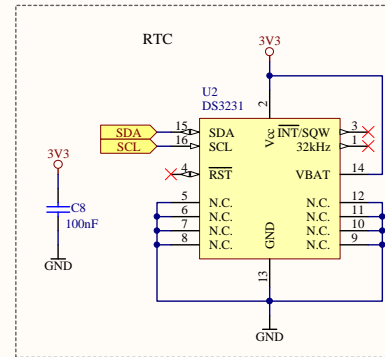 RTC
3V3
U2
DS3231
2
15 SDA SDA Vcc INT/SQW 3
16 SCL SCL 32kHz 1
3V3
4 RST VBAT 14
C8
100nF
5 N.C. N.C. 12
6 N.C. N.C. 11
7 N.C. N.C. 10
8 N.C. GND N.C. 9
GND
13
GND